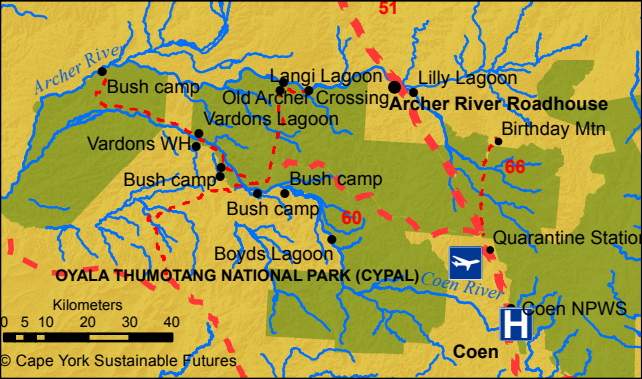 51
Archer River
Bush camp
Langi Lagoon
Lilly Lagoon
Old Archer Crossing
Archer River Roadhouse
Vardons Lagoon
Birthday Mtn
Vardons WH
66
Bush camp
Bush camp
Bush camp
60
Quarantine Station
Boyds Lagoon
OYALA THUMOTANG NATIONAL PARK (CYPAL)
Coen River
Kilometers
0 5 10 20 30 40
Coen NPWS
H
Coen
© Cape York Sustainable Futures